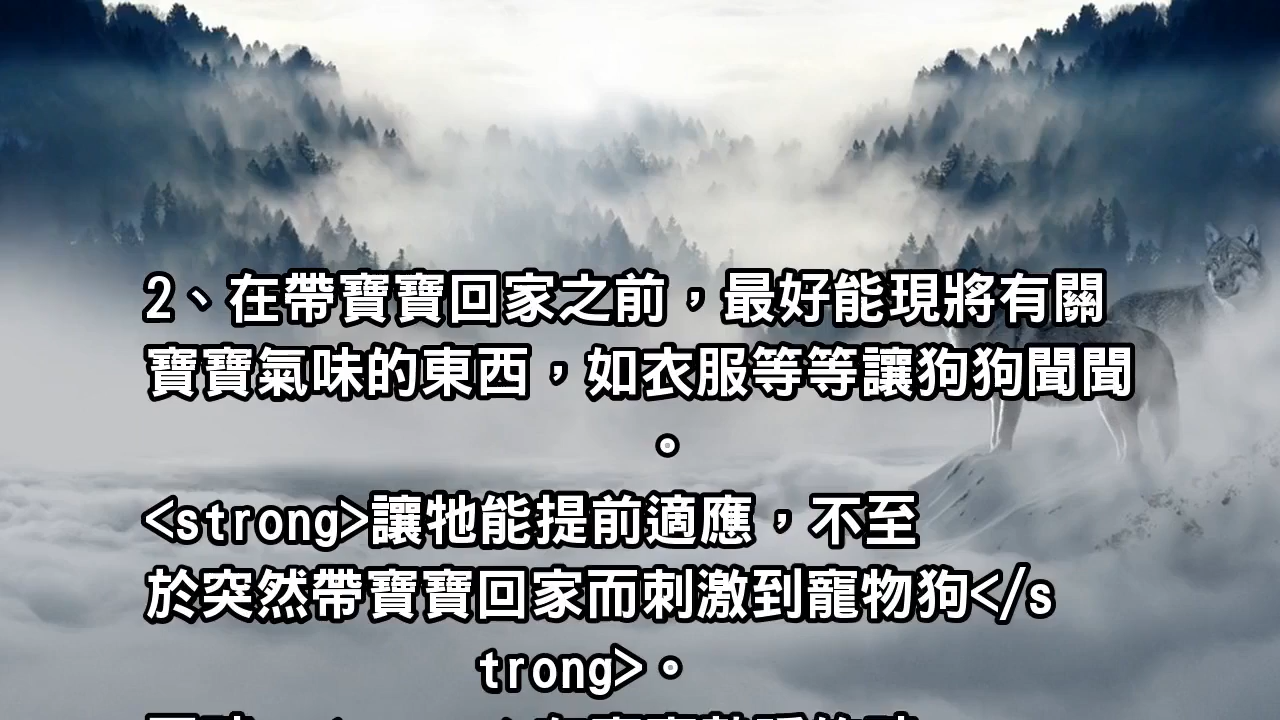 2、在帶寶寶回家之前，最好能現將有關
寶寶氣味的東西，如衣服等等讓狗狗聞聞
。
<strong>讓牠能提前適應，不至
於突然帶寶寶回家而刺激到寵物狗</s
trong>。